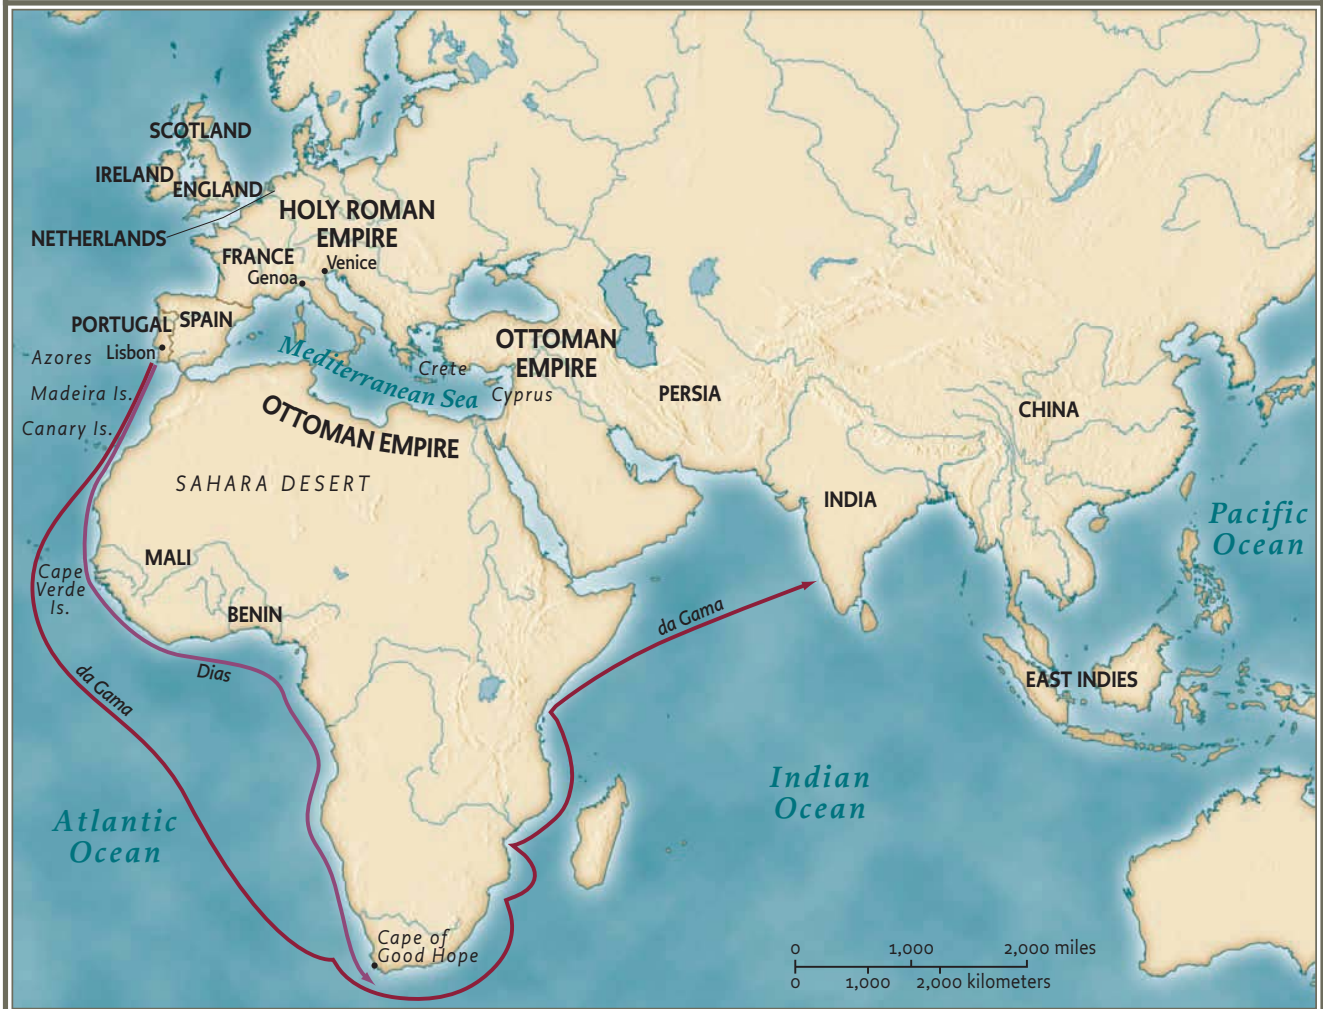 SCOTLAND
IRELAND
ENGLAND
NETHERLANDS
HOLY ROMAN
EMPIRE
FRANCE
Venice
Genoa
PORTUGAL
SPAIN
Lisbon
Azores
Madeira Is.
Canary Is.
Mediterranean Sea
Crete
Cyprus
OTTOMAN
EMPIRE
OTTOMAN EMPIRE
PERSIA
CHINA
SAHARA DESERT
INDIA
Pacific
Ocean
MALI
Cape
Verde
Is.
BENIN
da Gama
Dias
da Gama
EAST INDIES
Indian
Ocean
Atlantic
Ocean
Cape of
Good Hope
0 1,000 2,000 miles
0 1,000 2,000 kilometers